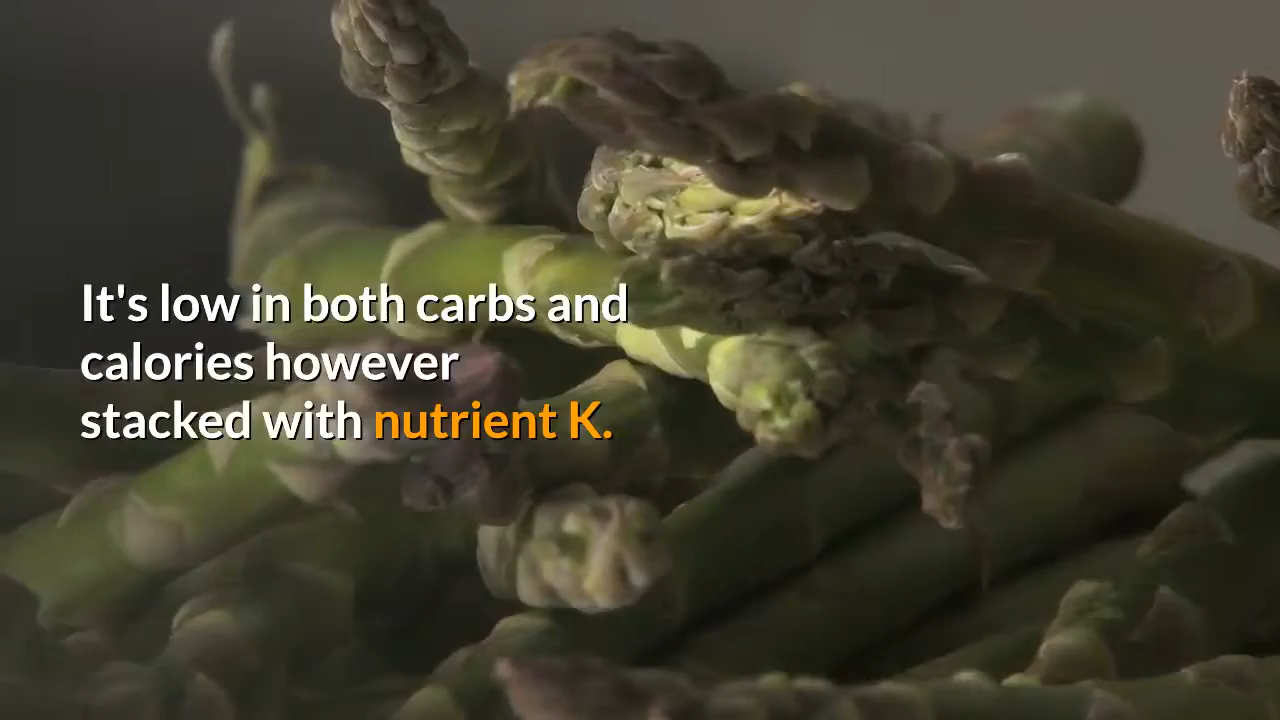 It's low in both carbs and
calories however
stacked with nutrient K.